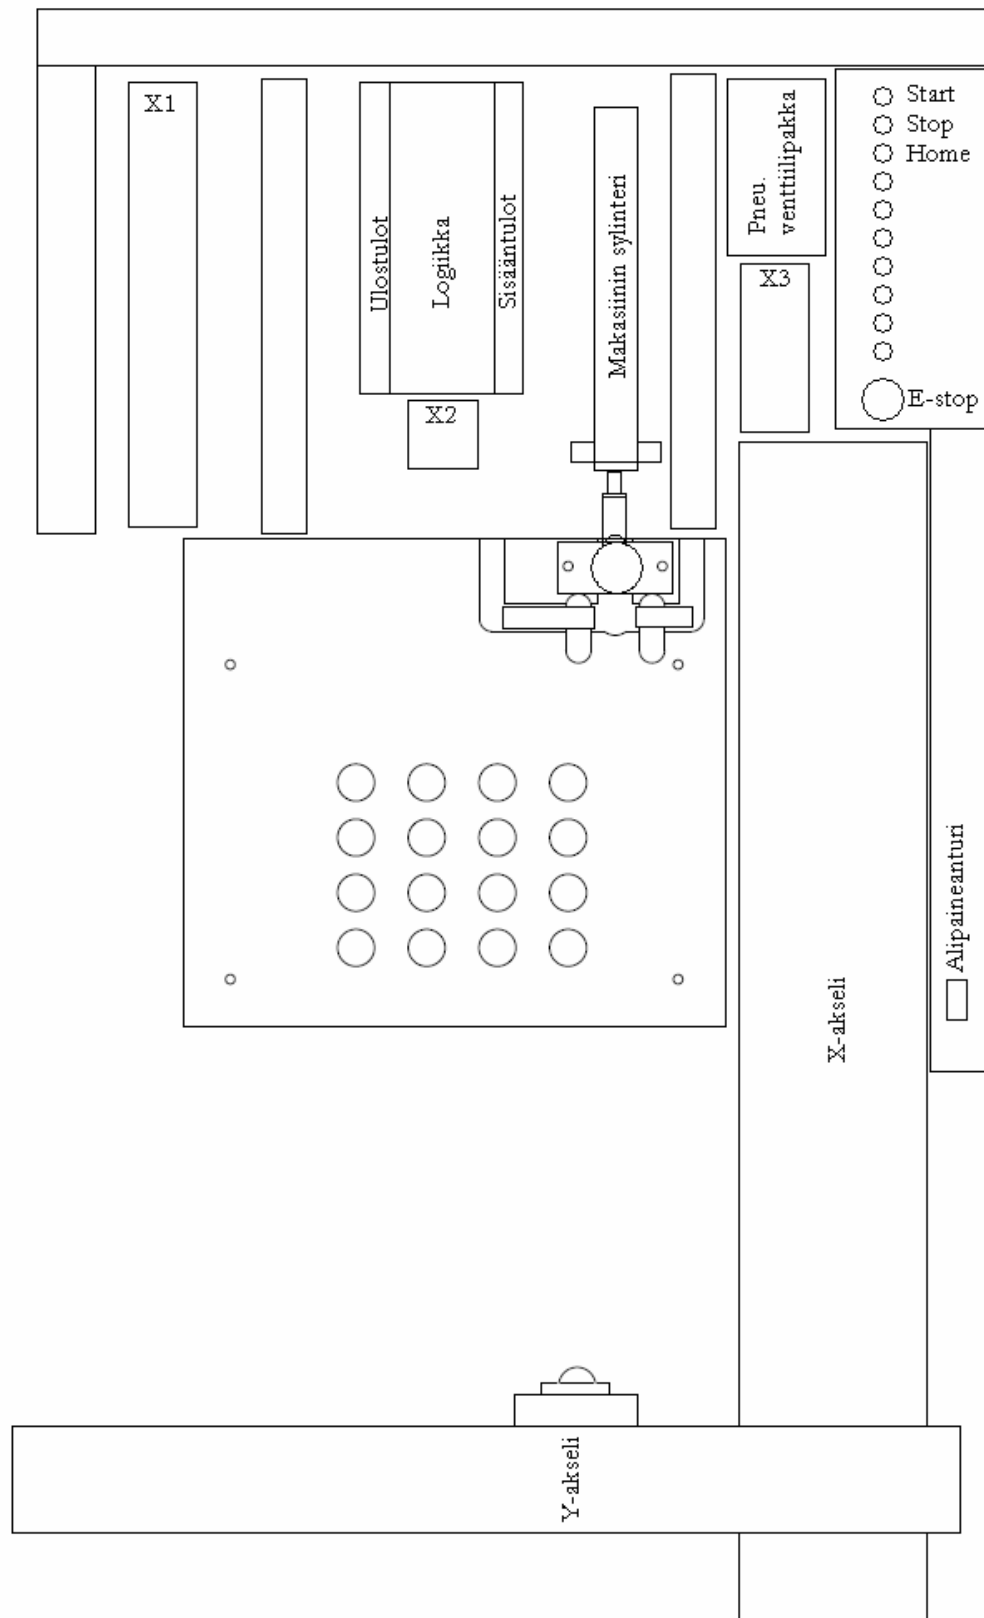 X1
Ulostulot
Logiikka
Sisääntulot
X2
Makasiinin sylinteri
Pneu.
venttiilipakka
X3
Start
Stop
Home
E-stop
Alipaineanturi
X-akseli
Y-akseli